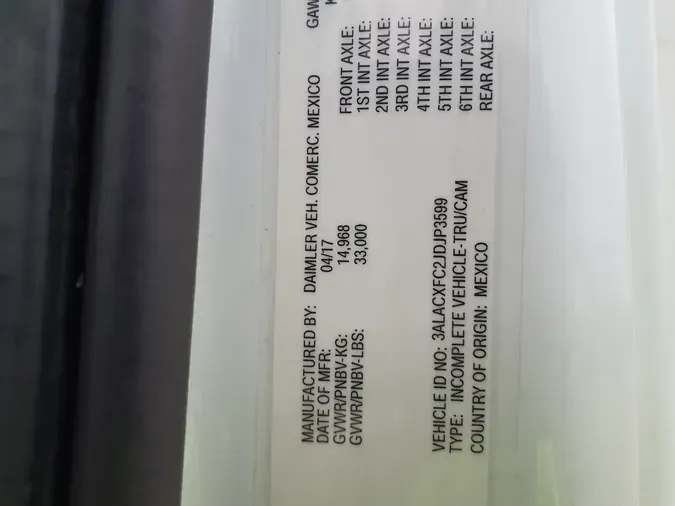 MANUFACTURED BY: DAIMLER VEH. COMERC. MEXICO GAW
DATE OF MFR: 04/17 K
GVWR/PNBV-KG: 14,968 FRONT AXLE:
GVWR/PNBV-LBS: 33,000 1ST INT AXLE:
2ND INT AXLE:
3RD INT AXLE:
4TH INT AXLE:
VEHICLE ID NO: 3ALACXFC2JDJP3599 5TH INT AXLE:
TYPE: INCOMPLETE VEHICLE-TRU/CAM 6TH INT AXLE:
COUNTRY OF ORIGIN: MEXICO REAR AXLE: